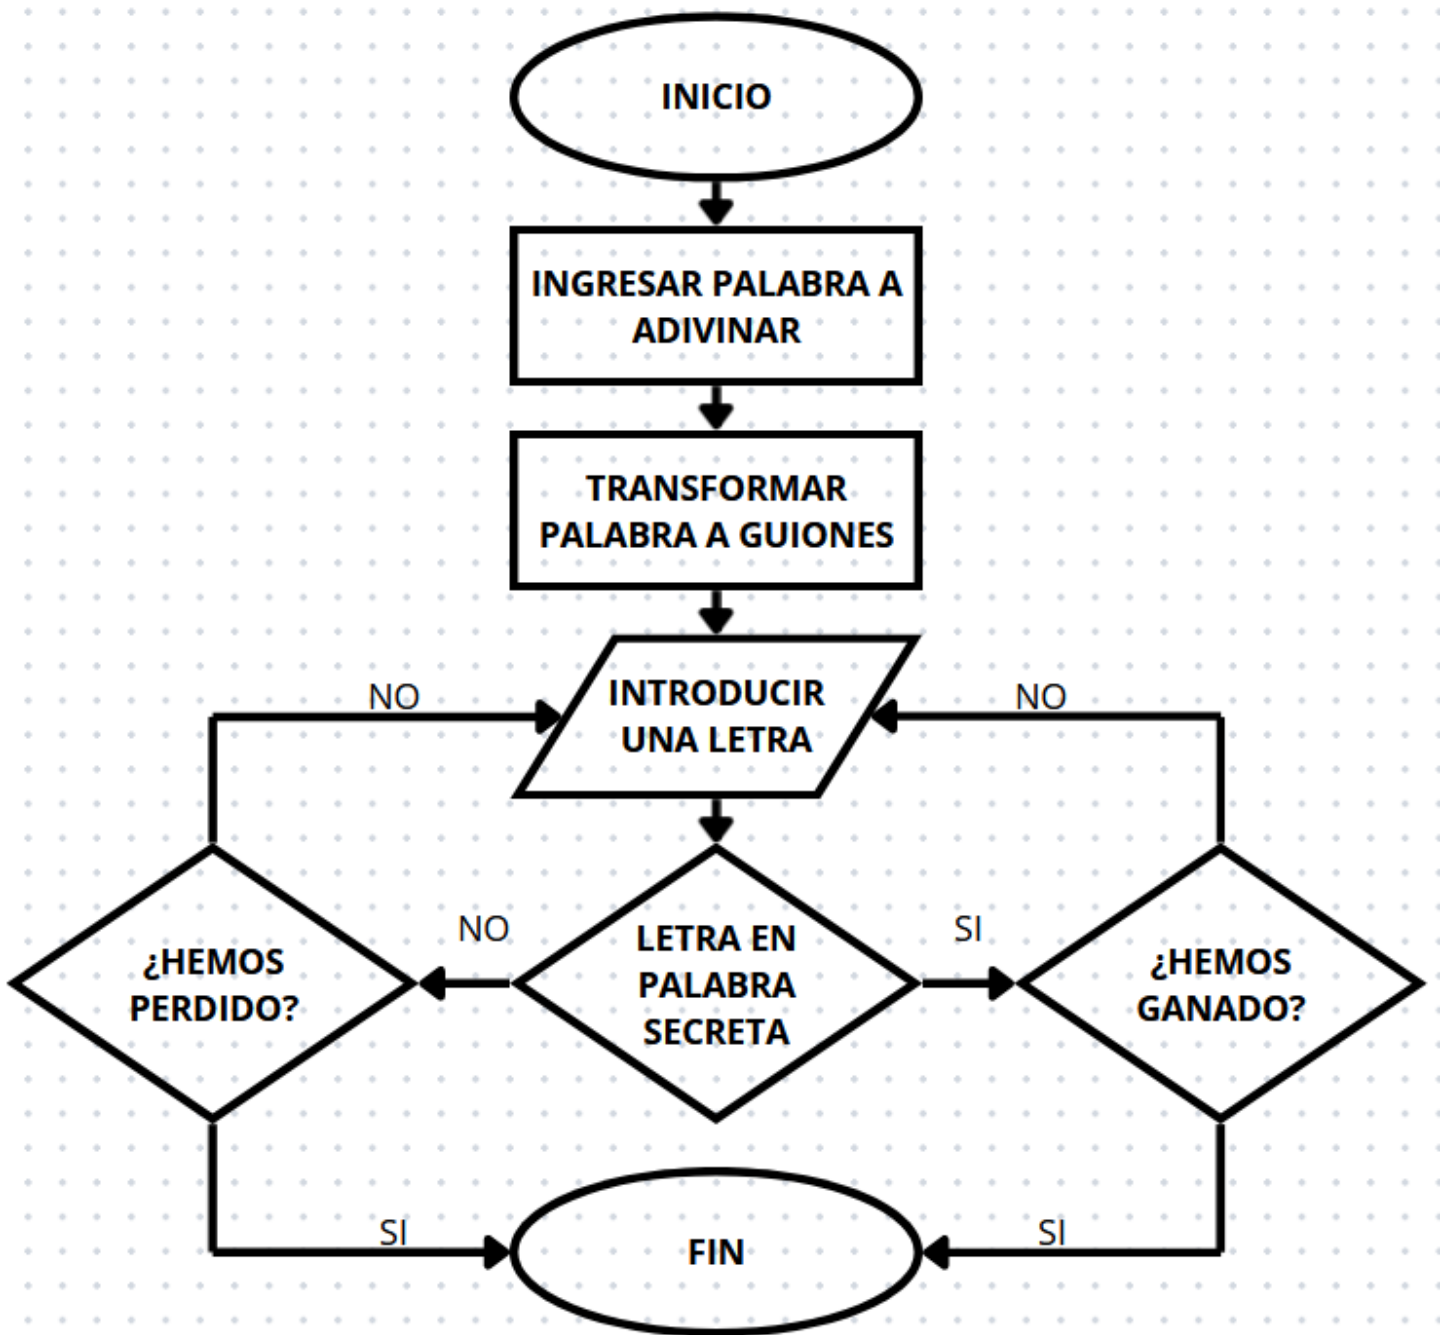 INICIO
INGRESAR PALABRA A
ADIVINAR
TRANSFORMAR
PALABRA A GUIONES
INTRODUCIR
UNA LETRA
NO
NO
LETRA EN
PALABRA
SECRETA
NO
SI
¿HEMOS
PERDIDO?
¿HEMOS
GANADO?
SI
SI
FIN